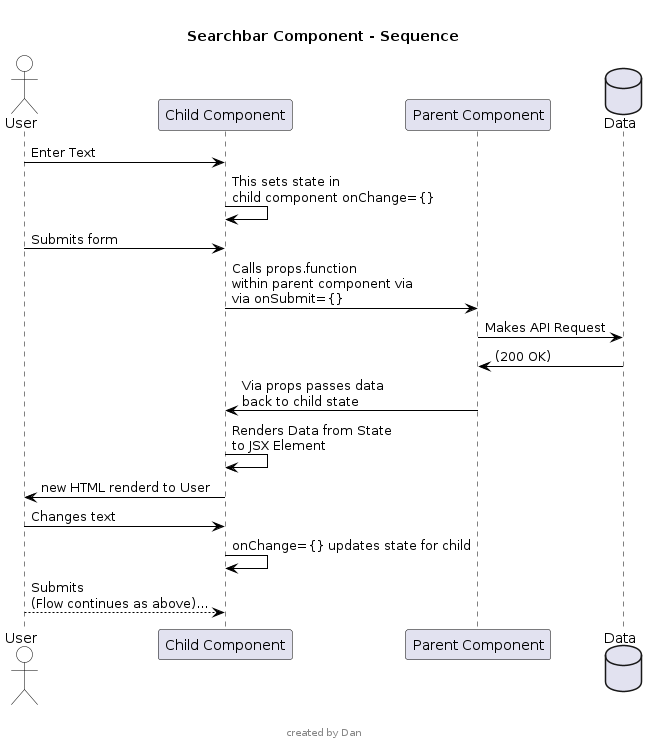 Searchbar Component - Sequence
User
Child Component
Parent Component
Data
Enter Text
This sets state in
child component onChange={}
Submits form
Calls props.function
within parent component via
via onSubmit={}
Makes API Request
(200 OK)
Via props passes data
back to child state
Renders Data from State
to JSX Element
new HTML renderd to User
Changes text
onChange={} updates state for child
Submits
(Flow continues as above)...
User
Child Component
Parent Component
Data
created by Dan